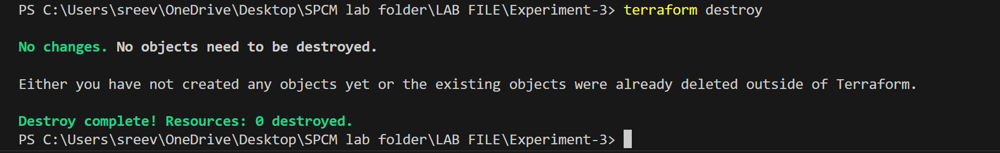 PS C:\Users\sreev\OneDrive\Desktop\SPCM lab folder\LAB FILE\Experiment-3> terraform destroy
No changes. No objects need to be destroyed.
Either you have not created any objects yet or the existing objects were already deleted outside of Terraform.
Destroy complete! Resources: 0 destroyed.
PS C:\Users\sreev\OneDrive\Desktop\SPCM lab folder\LAB FILE\Experiment-3>